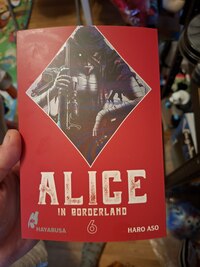 ALICE
IN BORDERLAND
HAYABUSA
6
HARO ASO